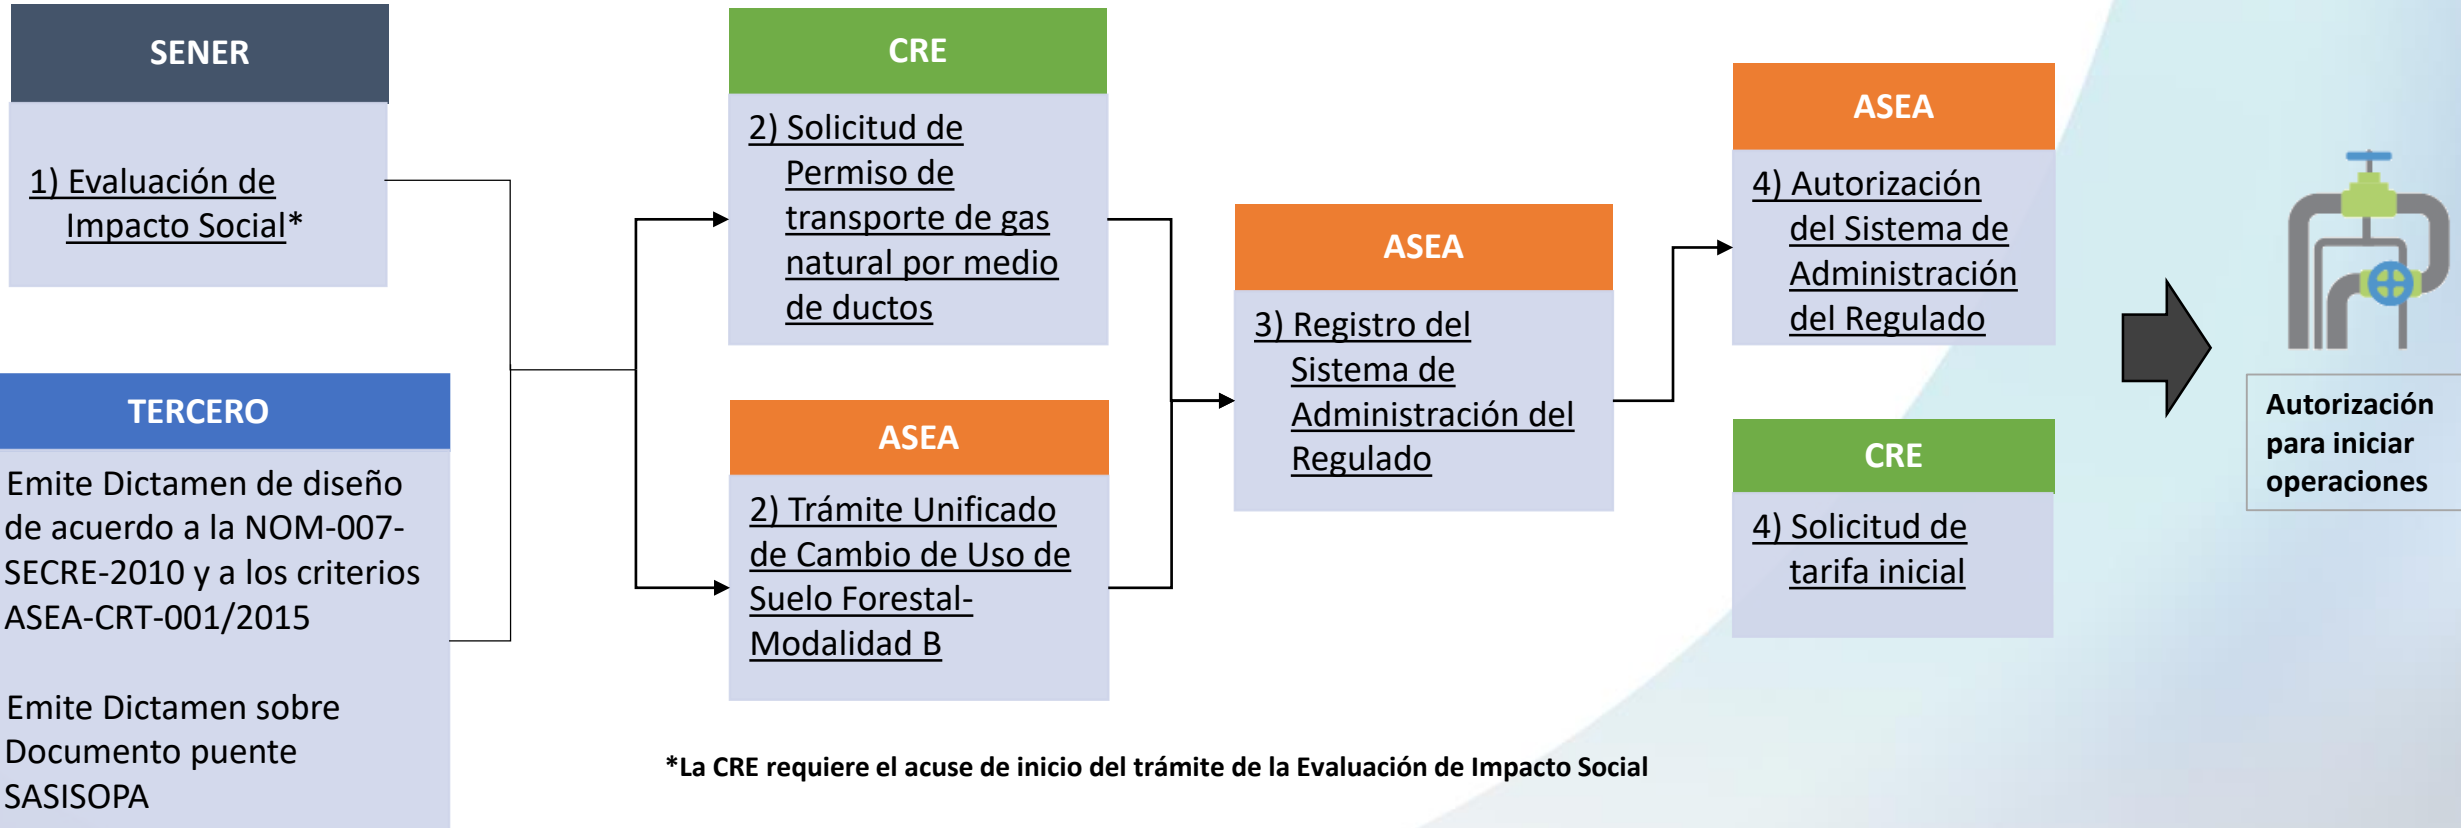 SENER
1) Evaluación de
Impacto Social*
TERCERO
Emite Dictamen de diseño
de acuerdo a la NOM-007-
SECRE-2010 y a los criterios
ASEA-CRT-001/2015
Emite Dictamen sobre
Documento puente
SASISOPA
CRE
2) Solicitud de
Permiso de
transporte de gas
natural por medio
de ductos
ASEA
2) Trámite Unificado
de Cambio de Uso de
Suelo Forestal-
Modalidad B
ASEA
3) Registro del
Sistema de
Administración del
Regulado
ASEA
4) Autorización
del Sistema de
Administración
del Regulado
CRE
4) Solicitud de
tarifa inicial
Autorización
para iniciar
operaciones
*La CRE requiere el acuse de inicio del trámite de la Evaluación de Impacto Social